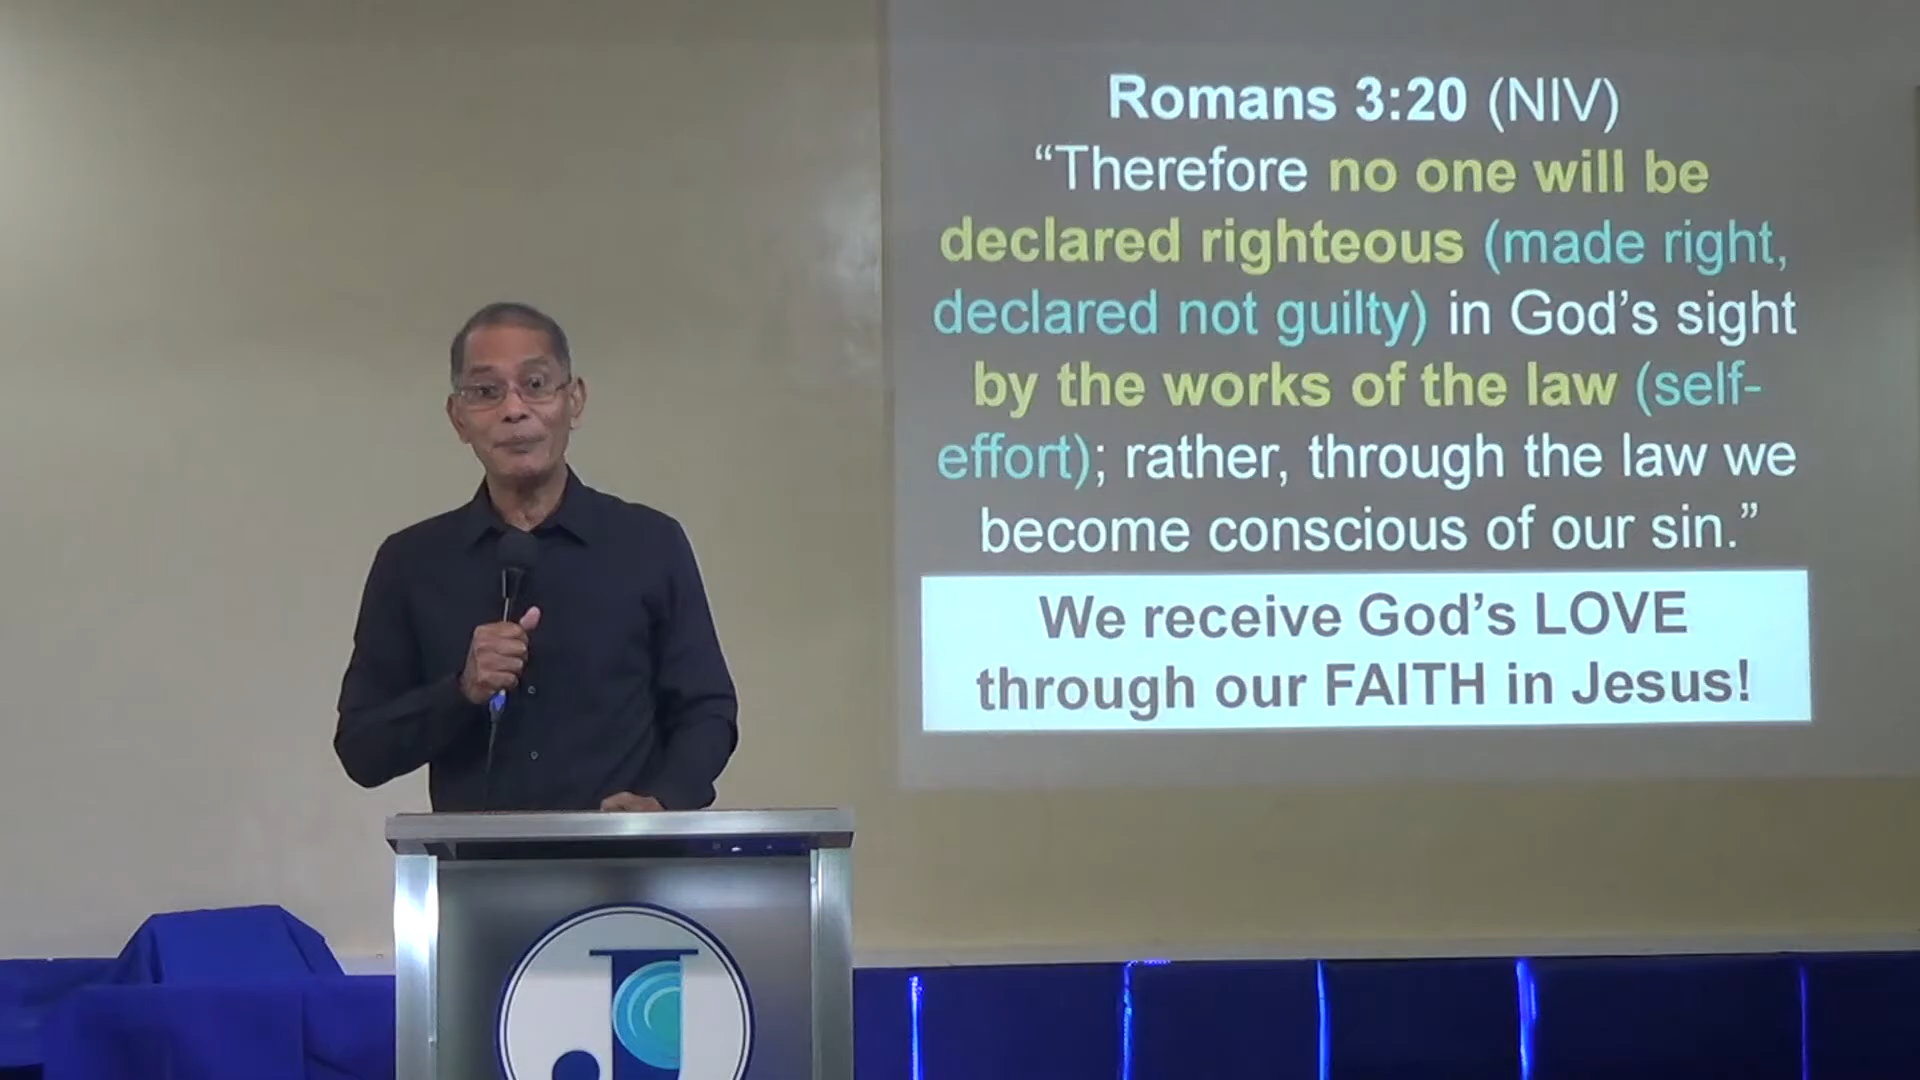 Romans 3:20 (NIV)
“Therefore no one will be
declared righteous (made right,
declared not guilty) in God’s sight
by the works of the law (self-
effort); rather, through the law we
become conscious of our sin.”
We receive God’s LOVE
through our FAITH in Jesus!